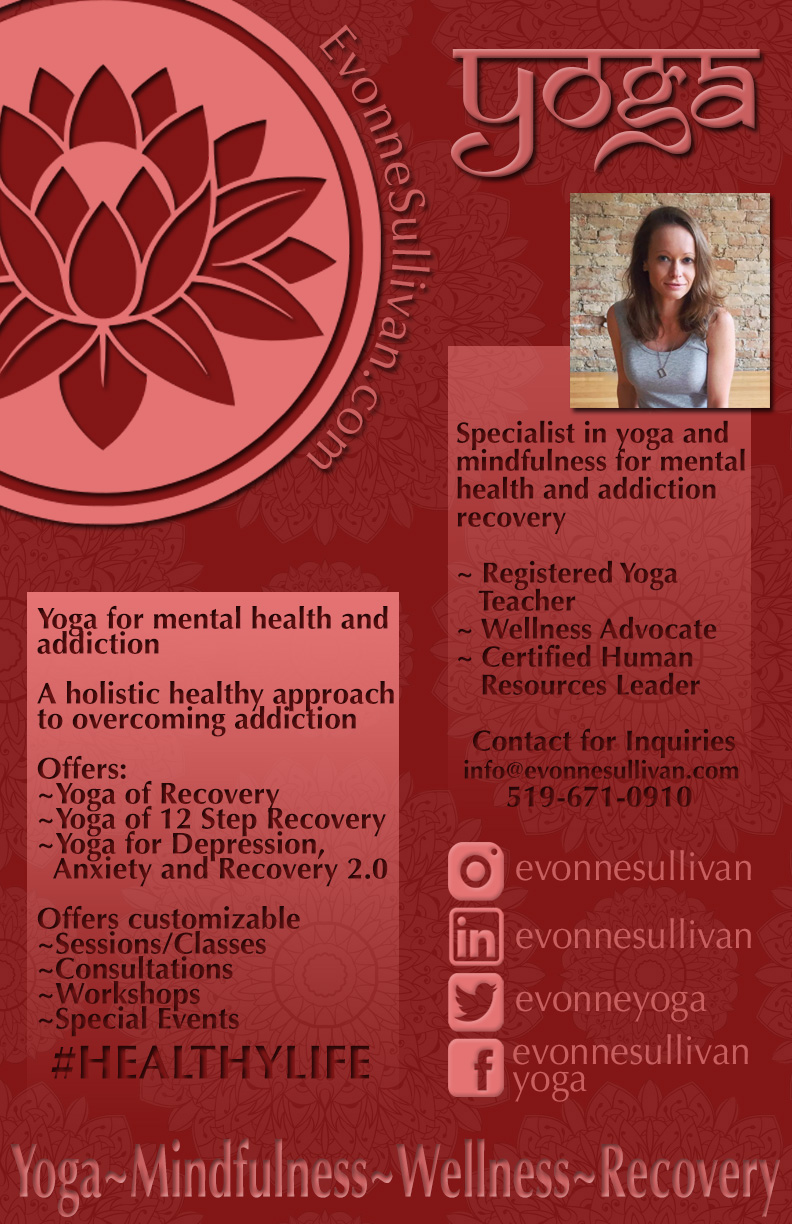 EvonneSullivan.com
yoga
Specialist in yoga and
mindfulness for mental
health and addiction
recovery
~ Registered Yoga
Teacher
~ Wellness Advocate
~ Certified Human
Resources Leader
Contact for Inquiries
info@evonnesullivan.com
519-671-0910
evonnesullivan
in evonnesullivan
evonneyoga
f evonnesullivan
yoga
Yoga for mental health and
addiction
A holistic healthy approach
to overcoming addiction
Offers:
~Yoga of Recovery
~Yoga of 12 Step Recovery
~Yoga for Depression,
Anxiety and Recovery 2.0
Offers customizable
~Sessions/Classes
~Consultations
~Workshops
~Special Events
#HEALTHYLIFE
Yoga~Mindfulness~Wellness~Recovery